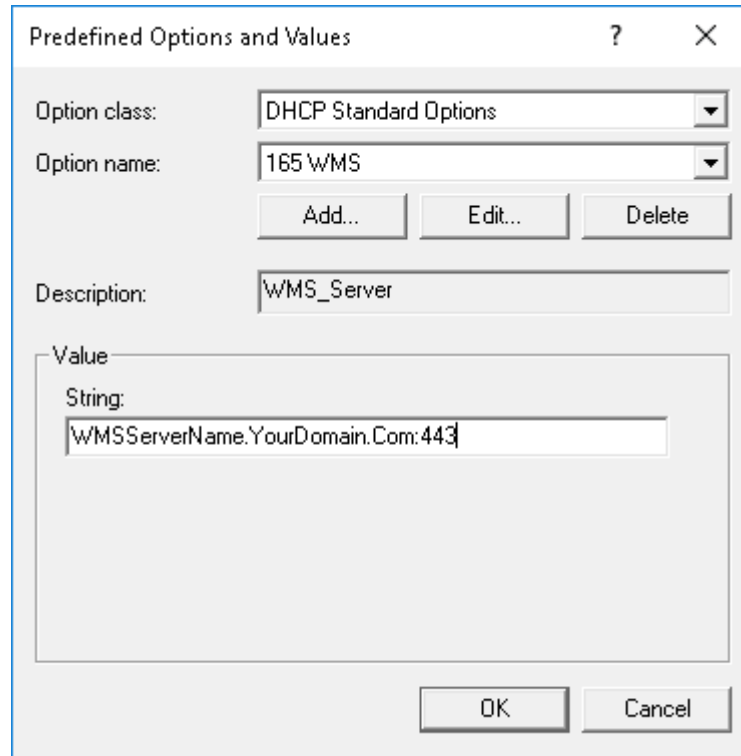 Predefined Options and Values ? ×
Option class: DHCP Standard Options
Option name: 165 WMS
Add... Edit... Delete
Description: WMS_Server
Value
String:
WMSServerName.YourDomain.Com:443
OK Cancel